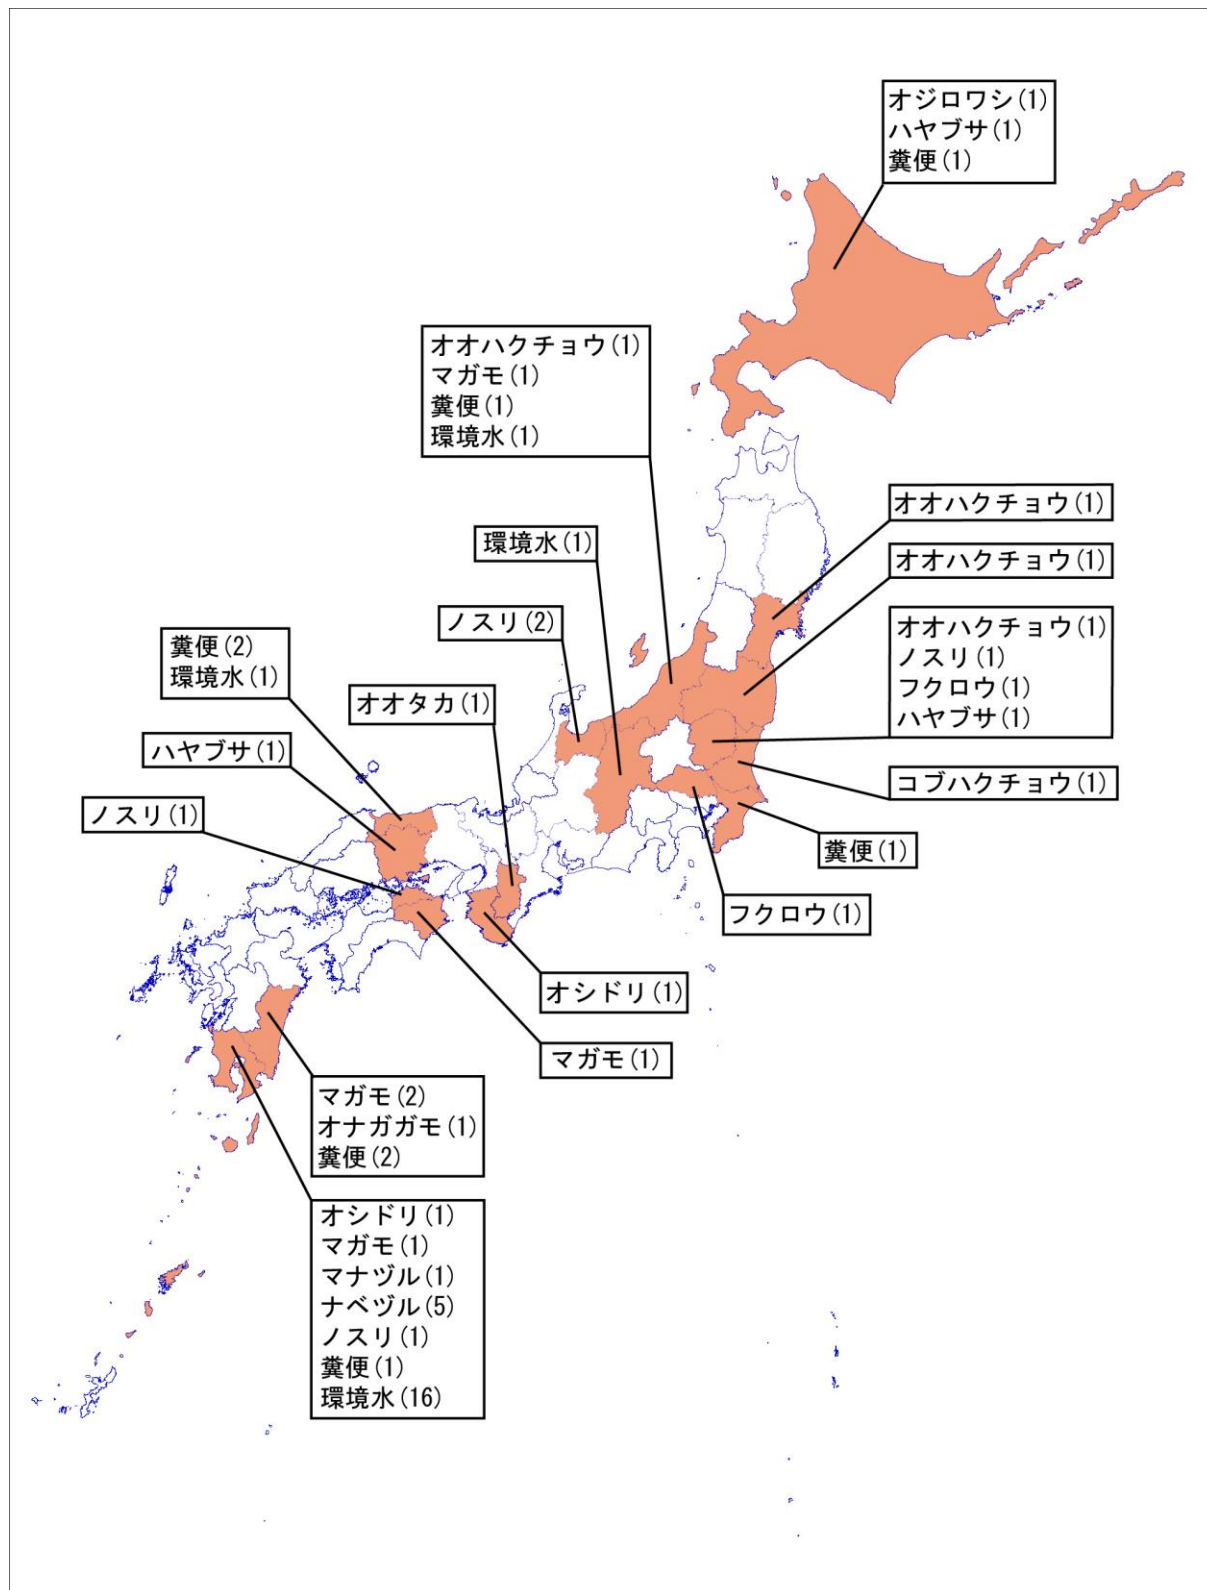 オジロワシ(1)
ハヤブサ(1)
糞便(1)
オオハクチョウ(1)
マガモ(1)
糞便(1)
環境水(1)
オオハクチョウ(1)
環境水(1)
オオハクチョウ(1)
ノスリ(2)
オオハクチョウ(1)
ノスリ(1)
フクロウ(1)
ハヤブサ(1)
糞便(2)
環境水(1)
オオタカ(1)
ハヤブサ(1)
コブハクチョウ(1)
ノスリ(1)
糞便(1)
フクロウ(1)
オシドリ(1)
マガモ(1)
マガモ(2)
オナガガモ(1)
糞便(2)
オシドリ(1)
マガモ(1)
マナヅル(1)
ナベヅル(5)
ノスリ(1)
糞便(1)
環境水(16)